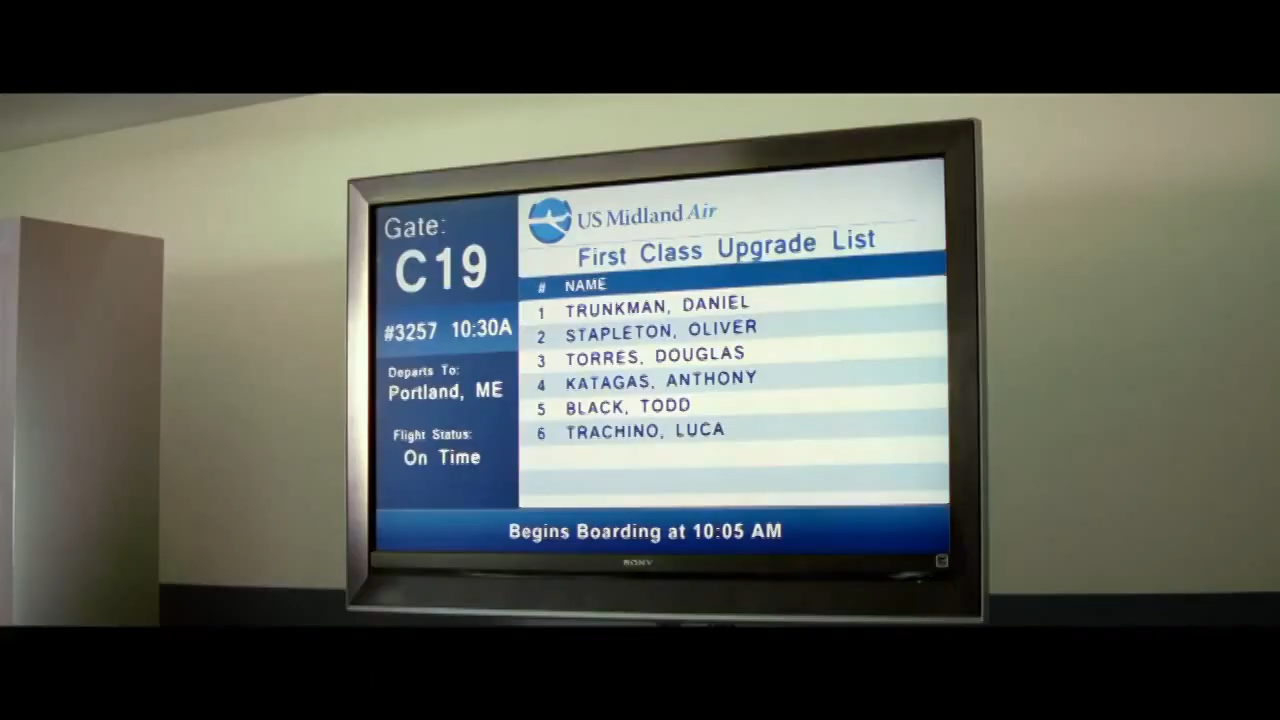 Gate:
C19
#3257 10:30A
Departs To:
Portland, ME
Flight Status:
On Time
US Midland Air
First Class Upgrade List
# NAME
1 TRUNKMAN, DANIEL
2 STAPLETON, OLIVER
3 TORRES, DOUGLAS
4 KATAGAS, ANTHONY
5 BLACK, TODD
6 TRACHINO, LUCA
Begins Boarding at 10:05 AM
SONY